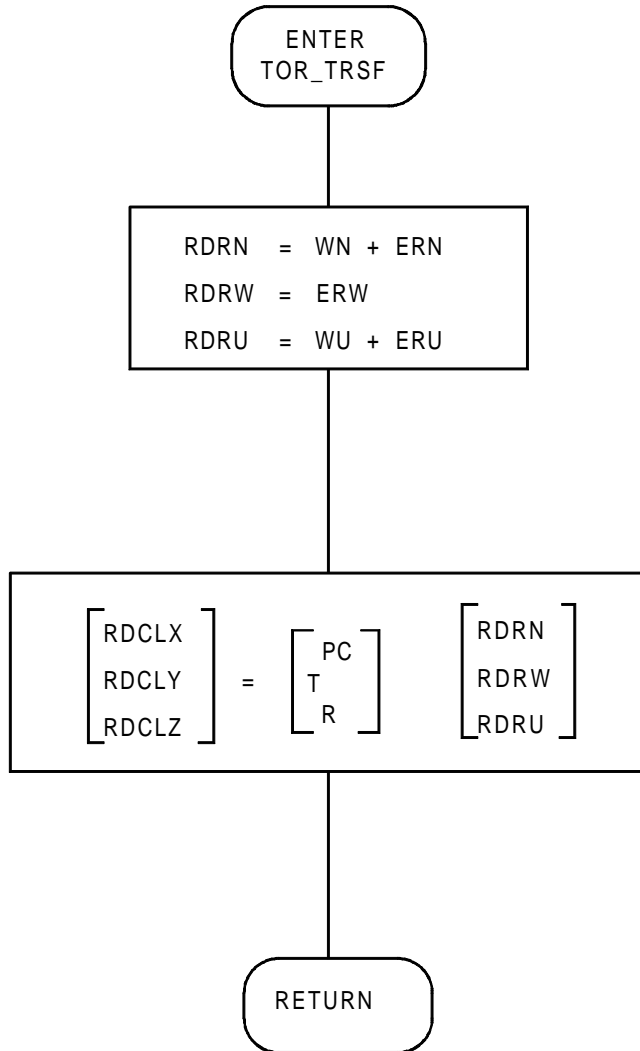 ENTER
TOR_TRSF
RDRN = WN + ERN
RDRW = ERW
RDRU = WU + ERU
RDCLX
RDCLY
RDCLZ
=
PC
T
R
RDRN
RDRW
RDRU
RETURN